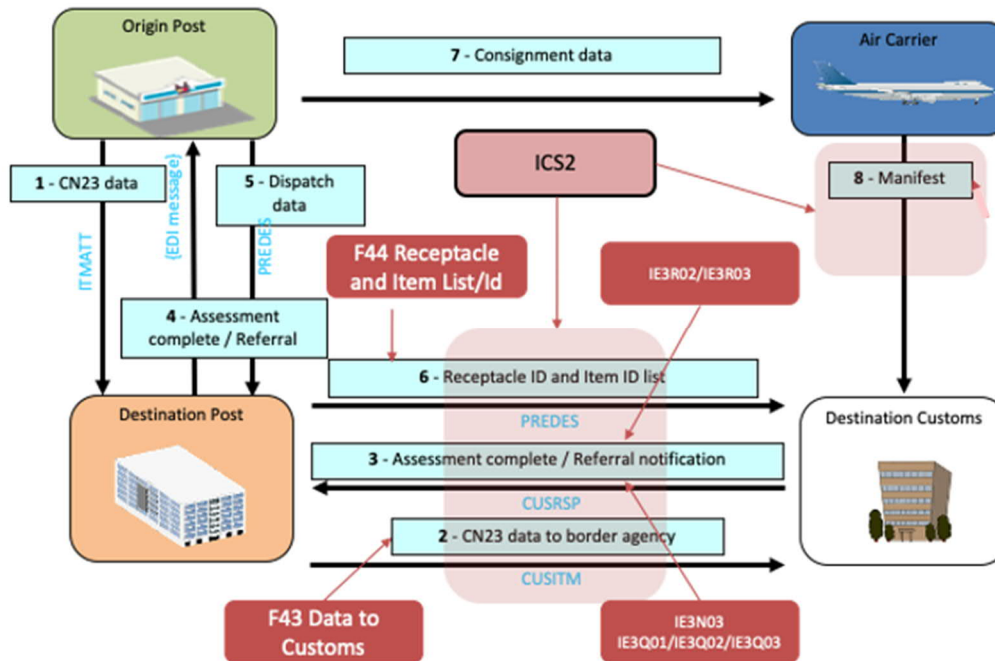 Origin Post
7 - Consignment data
Air Carrier
ICS2
1 - CN23 data
{EDI message}
5 - Dispatch
data
8 - Manifest
ITMATT
PREDES
F44 Receptacle
and Item List/Id
IE3R02/IE3R03
4 - Assessment
complete / Referral
6 - Receptacle ID and Item ID list
PREDES
Destination Post
Destination Customs
3 - Assessment complete / Referral notification
CUSRSP
2 - CN23 data to border agency
CUSITM
F43 Data to
Customs
IE3N03
IE3Q01/IE3Q02/IE3Q03